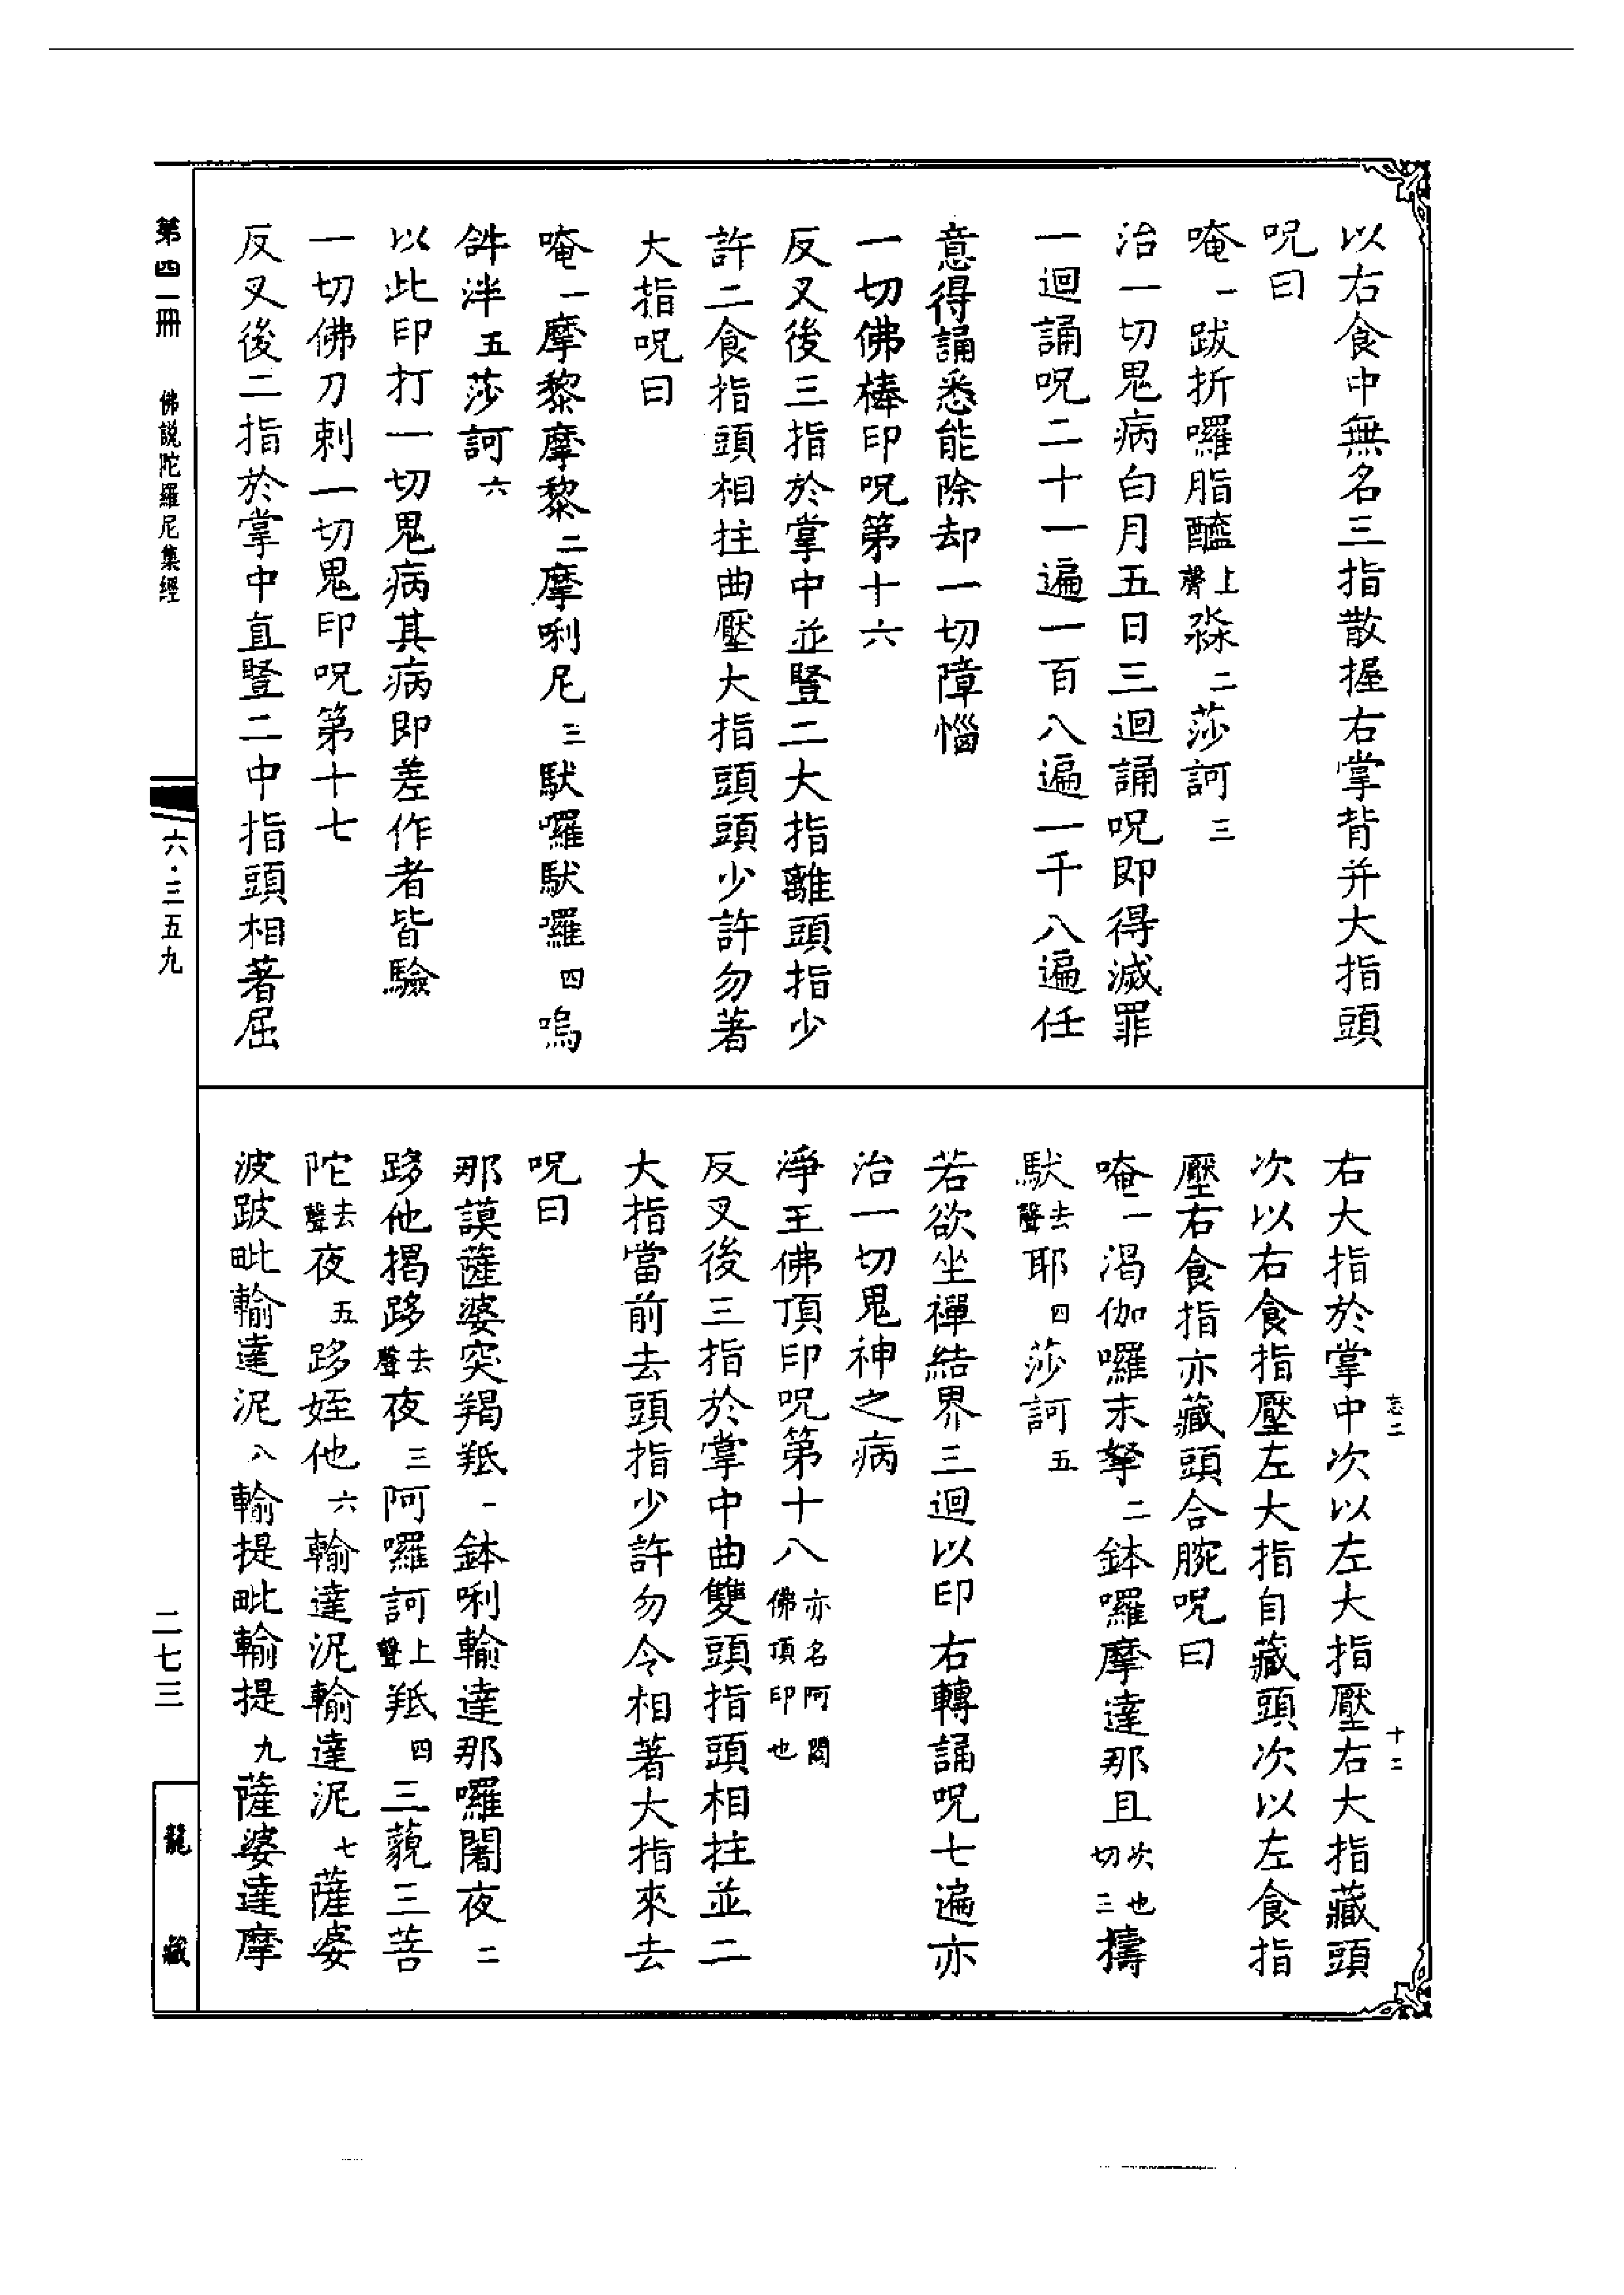 以右食中無名三指散握右掌背并大指頭
呪曰
唵一跋折囉脂䤈上聲淼二莎訶三
治一切鬼病白月五日三迴誦呪即得滅罪
一迴誦呪二十一遍一百八遍一千八遍任
意得誦悉能除却一切障惱
一切佛棒印呪第十六
反叉後三指於掌中並豎二大指離頭指少
許二食指頭相拄曲壓大指頭頭少許勿著
大指呪曰
唵一摩黎摩黎二摩唎尼三馱囉馱囉四嗚
𤙖泮五莎訶六
以此印打一切鬼病其病即差作者皆驗
一切佛刀刺一切鬼印呪第十七
反叉後二指於掌中直豎二中指頭相著屈
右大指於掌中次以左大指壓右大指藏頭
次以右食指壓左大指自藏頭次以左食指
壓右食指亦藏頭合腕呪曰
唵一渴伽囉末拏二鉢囉摩達那且次也切三擣
馱去聲耶四莎訶五
若欲坐禪結界三迴以印右轉誦呪七遍亦
治一切鬼神之病
淨王佛頂印呪第十八亦名阿閦佛頂印也
反叉後三指於掌中曲雙頭指頭相拄並二
大指當前去頭指少許勿令相著大指來去
呪曰
那謨薩婆突羯羝一鉢唎輸達那囉闍夜二
跢他揭跢去聲夜三阿囉訶上聲羝四三藐三菩
陀去聲夜五跢姪他六輸達泥輸達泥七薩婆
波跛毗輸達泥八輸提毗輸提九薩婆達摩
忘二
十二
第四一冊
佛說陀羅尼集經
六·三五九
二七三
龍藏